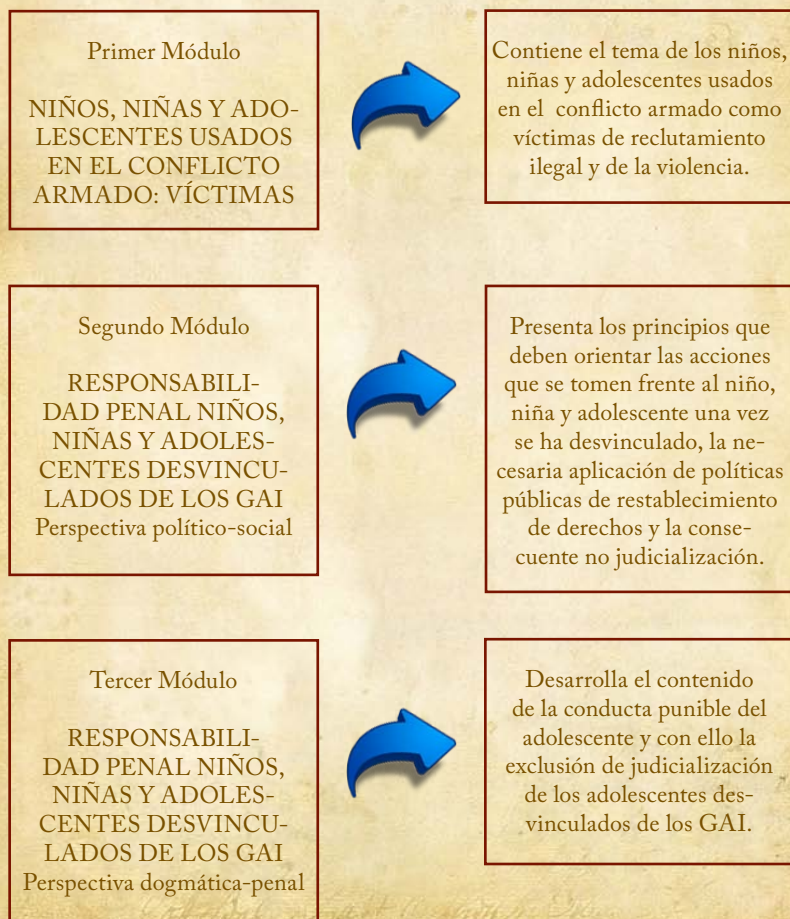 Primer Módulo
NIÑOS, NIÑAS Y ADO-
LESCENTES USADOS
EN EL CONFLICTO
ARMADO: VÍCTIMAS
Contiene el tema de los niños,
niñas y adolescentes usados
en el conflicto armado como
víctimas de reclutamiento
ilegal y de la violencia.
Segundo Módulo
RESPONSABILI-
DAD PENAL NIÑOS,
NIÑAS Y ADOLES-
CENTES DESVINCU-
LADOS DE LOS GAI
Perspectiva político-social
Presenta los principios que
deben orientar las acciones
que se tomen frente al niño,
niña y adolescente una vez
se ha desvinculado, la ne-
cesaria aplicación de políticas
públicas de restablecimiento
de derechos y la conse-
cuente no judicialización.
Tercer Módulo
RESPONSABILI-
DAD PENAL NIÑOS,
NIÑAS Y ADOLES-
CENTES DESVINCU-
LADOS DE LOS GAI
Perspectiva dogmática-penal
Desarrolla el contenido
de la conducta punible del
adolescente y con ello la
exclusión de judicialización
de los adolescentes des-
vinculados de los GAI.